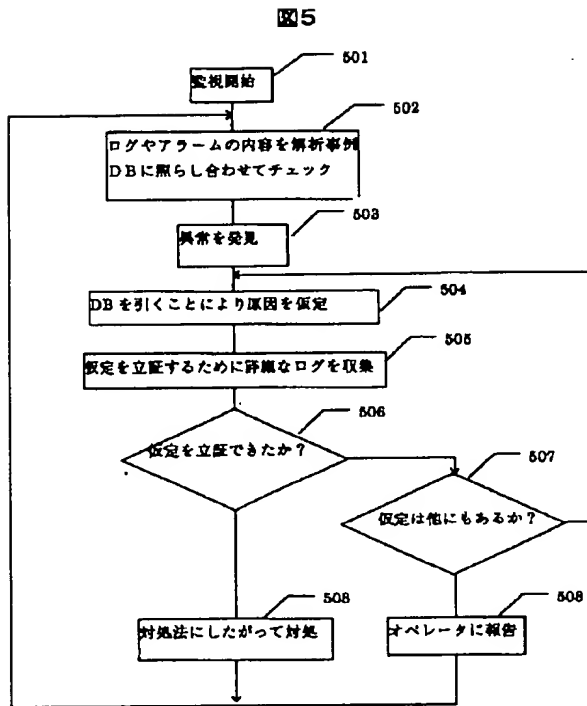 図5
501
監視開始
502
ログやアラームの内容を解析事例
DBに照らし合わせてチェック
503
異常を発見
504
DBを引くことにより原因を仮定
505
仮定を立証するために詳細なログを収集
506
仮定を立証できたか?
507
仮定は他にもあるか?
508
対処法にしたがって対処
508
オペレータに報告